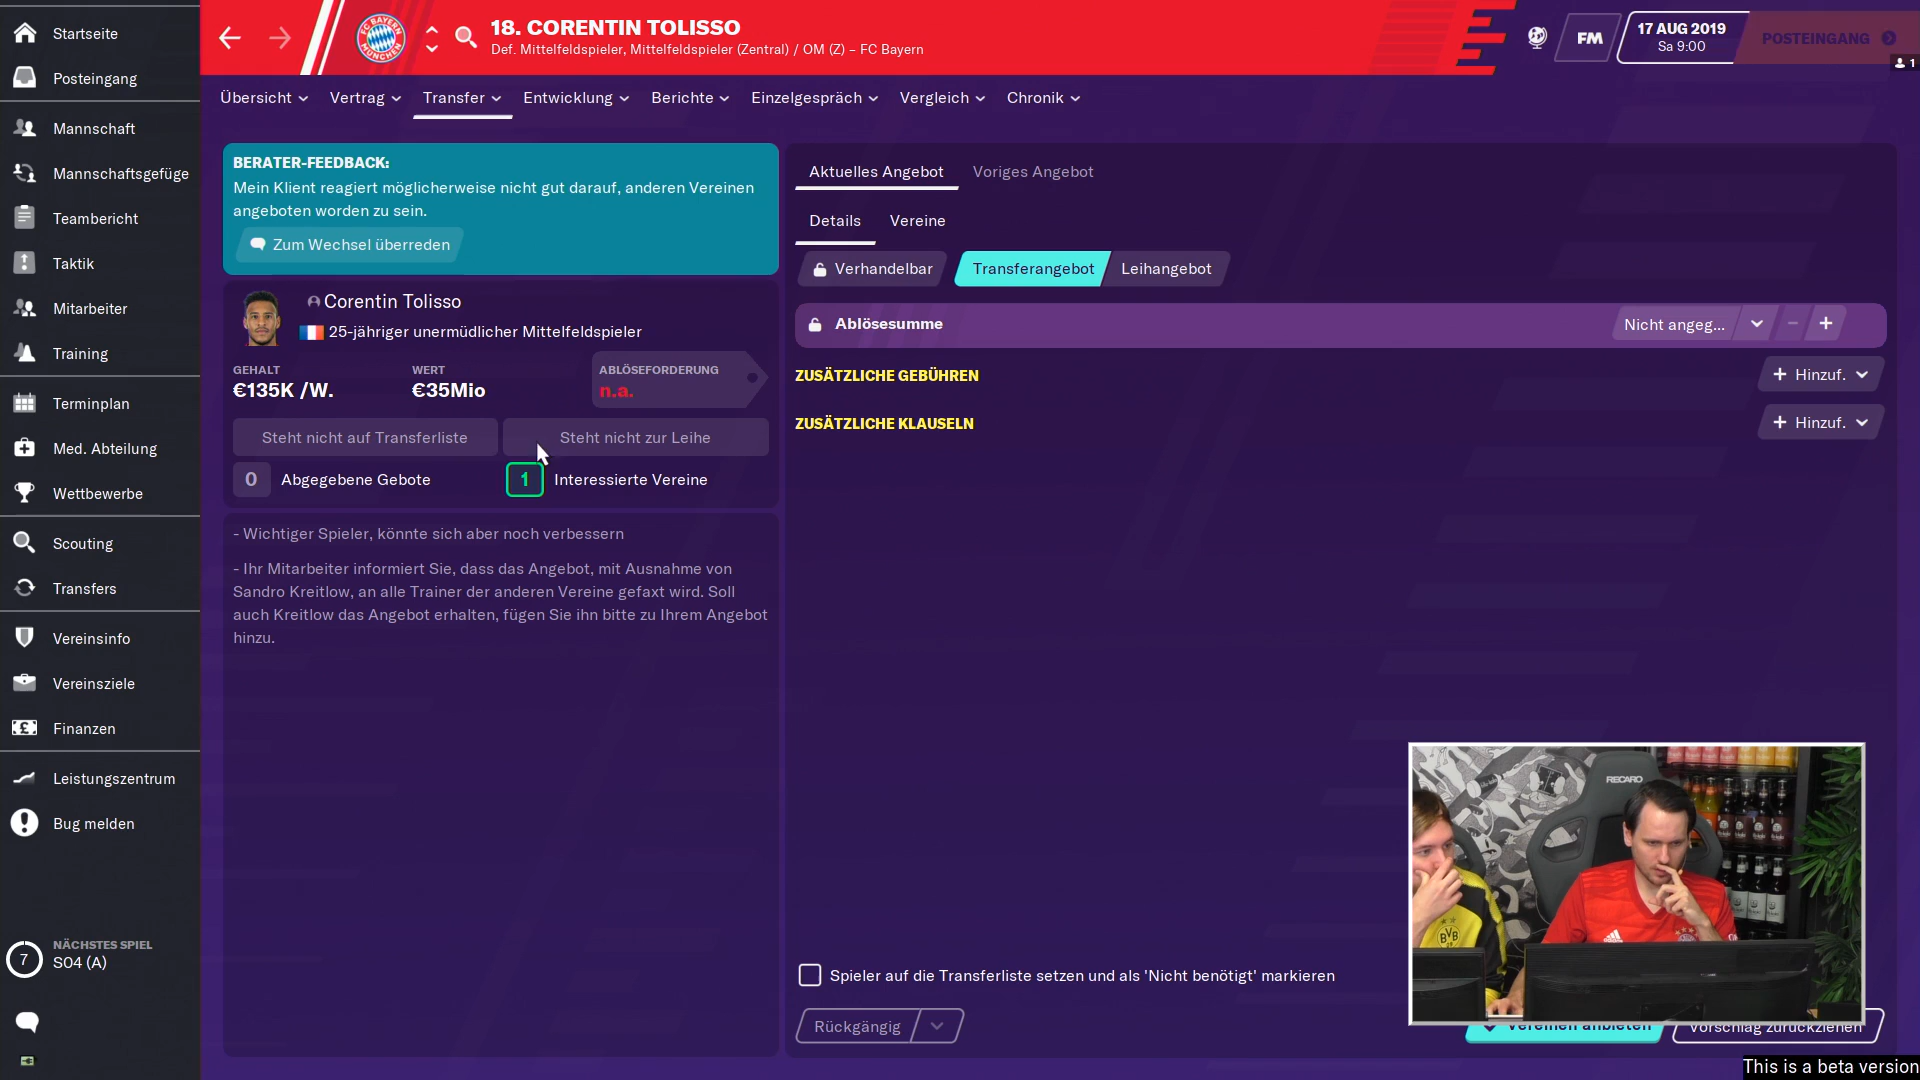 Startseite
Posteingang
Mannschaft
Mannschaftsgefüge
Teambericht
Taktik
Mitarbeiter
Training
Terminplan
Med. Abteilung
Wettbewerbe
Scouting
Transfers
Vereinsinfo
Vereinsziele
Finanzen
Leistungszentrum
Bug melden
7
NÄCHSTES SPIEL
S04 (A)
18. CORENTIN TOLISSO
Def. Mittelfeldspieler, Mittelfeldspieler (Zentral) / OM (Z) – FC Bayern
FM
17 AUG 2019
Sa 9:00
POSTEINGANG
1
Übersicht
Vertrag
Transfer
Entwicklung
Berichte
Einzelgespräch
Vergleich
Chronik
BERATER-FEEDBACK:
Mein Klient reagiert möglicherweise nicht gut darauf, anderen Vereinen
angeboten worden zu sein.
Zum Wechsel überreden
Corentin Tolisso
25-jähriger unermüdlicher Mittelfeldspieler
GEHALT
€135K /W.
WERT
€35Mio
ABLÖSEFORDERUNG
n.a.
Steht nicht auf Transferliste
Steht nicht zur Leihe
0 Abgegebene Gebote
1 Interessierte Vereine
- Wichtiger Spieler, könnte sich aber noch verbessern
- Ihr Mitarbeiter informiert Sie, dass das Angebot, mit Ausnahme von
Sandro Kreitlow, an alle Trainer der anderen Vereine gefaxt wird. Soll
auch Kreitlow das Angebot erhalten, fügen Sie ihn bitte zu Ihrem Angebot
hinzu.
Aktuelles Angebot
Voriges Angebot
Details
Vereine
Verhandelbar
Transferangebot
Leihangebot
Ablösesumme
Nicht angeg...
ZUSÄTZLICHE GEBÜHREN
+ Hinzuf.
ZUSÄTZLICHE KLAUSELN
+ Hinzuf.
RECARO
BVB
Spieler auf die Transferliste setzen und als 'Nicht benötigt' markieren
Rückgängig
Vereinen anbieten
Vorschlag zurückziehen
This is a beta version